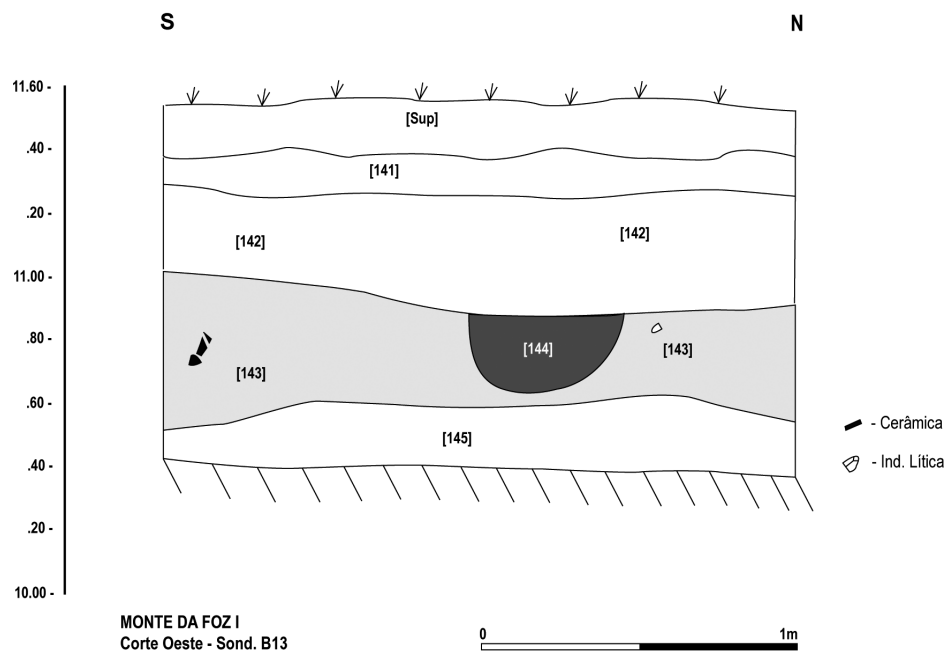 S
N
11.60 -
.40 -
.20 -
11.00 -
.80 -
.60 -
.40 -
.20 -
10.00 -
[Sup]
[141]
[142]
[142]
[144]
[143]
[143]
[145]
- Cerâmica
- Ind. Lítica
MONTE DA FOZ I
Corte Oeste - Sond. B13
0
1m